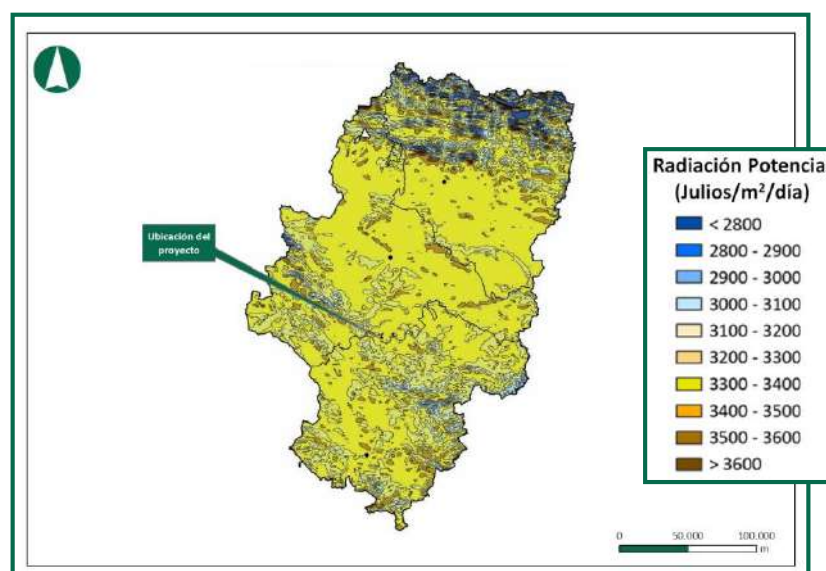 Ubicación del
proyecto
Radiación Potencia
(Julios/m²/día)
< 2800
2800 - 2900
2900 - 3000
3000 - 3100
3100 - 3200
3200 - 3300
3300 - 3400
3400 - 3500
3500 - 3600
> 3600
0 50.000 100.000
m